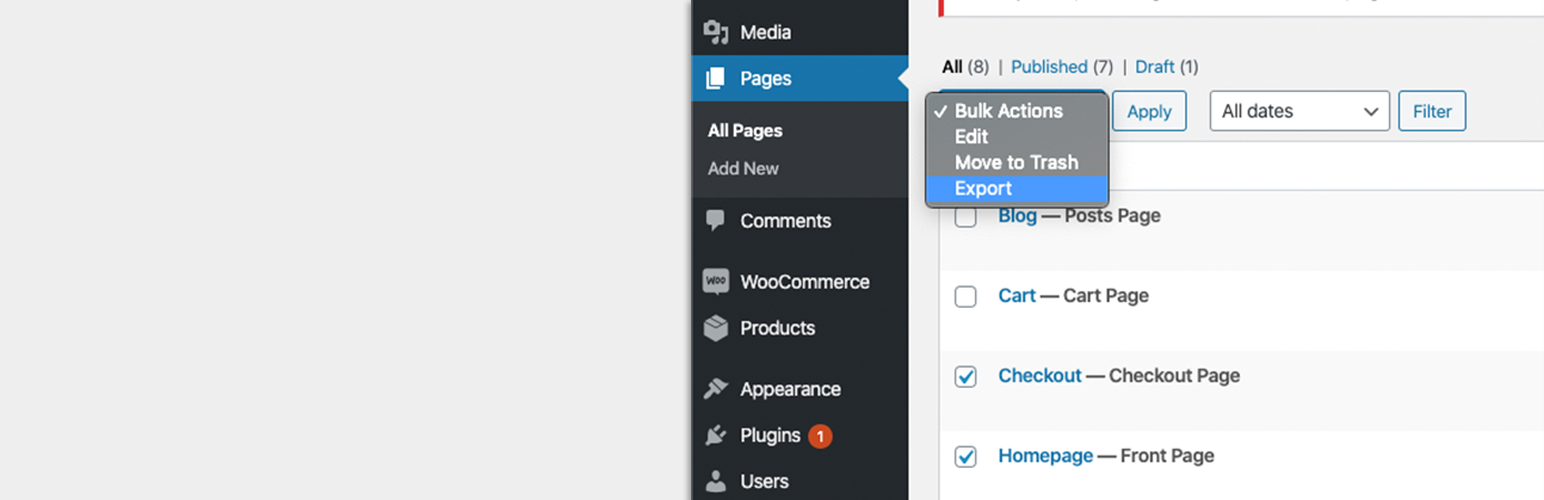 Media
Pages
All Pages
Add New
Comments
WOO WooCommerce
Products
Appearance
Plugins 1
Users
All (8) | Published (7) | Draft (1)
✓ Bulk Actions
Edit
Move to Trash
Export
Apply
All dates
Filter
Blog — Posts Page
Cart — Cart Page
Checkout — Checkout Page
Homepage — Front Page